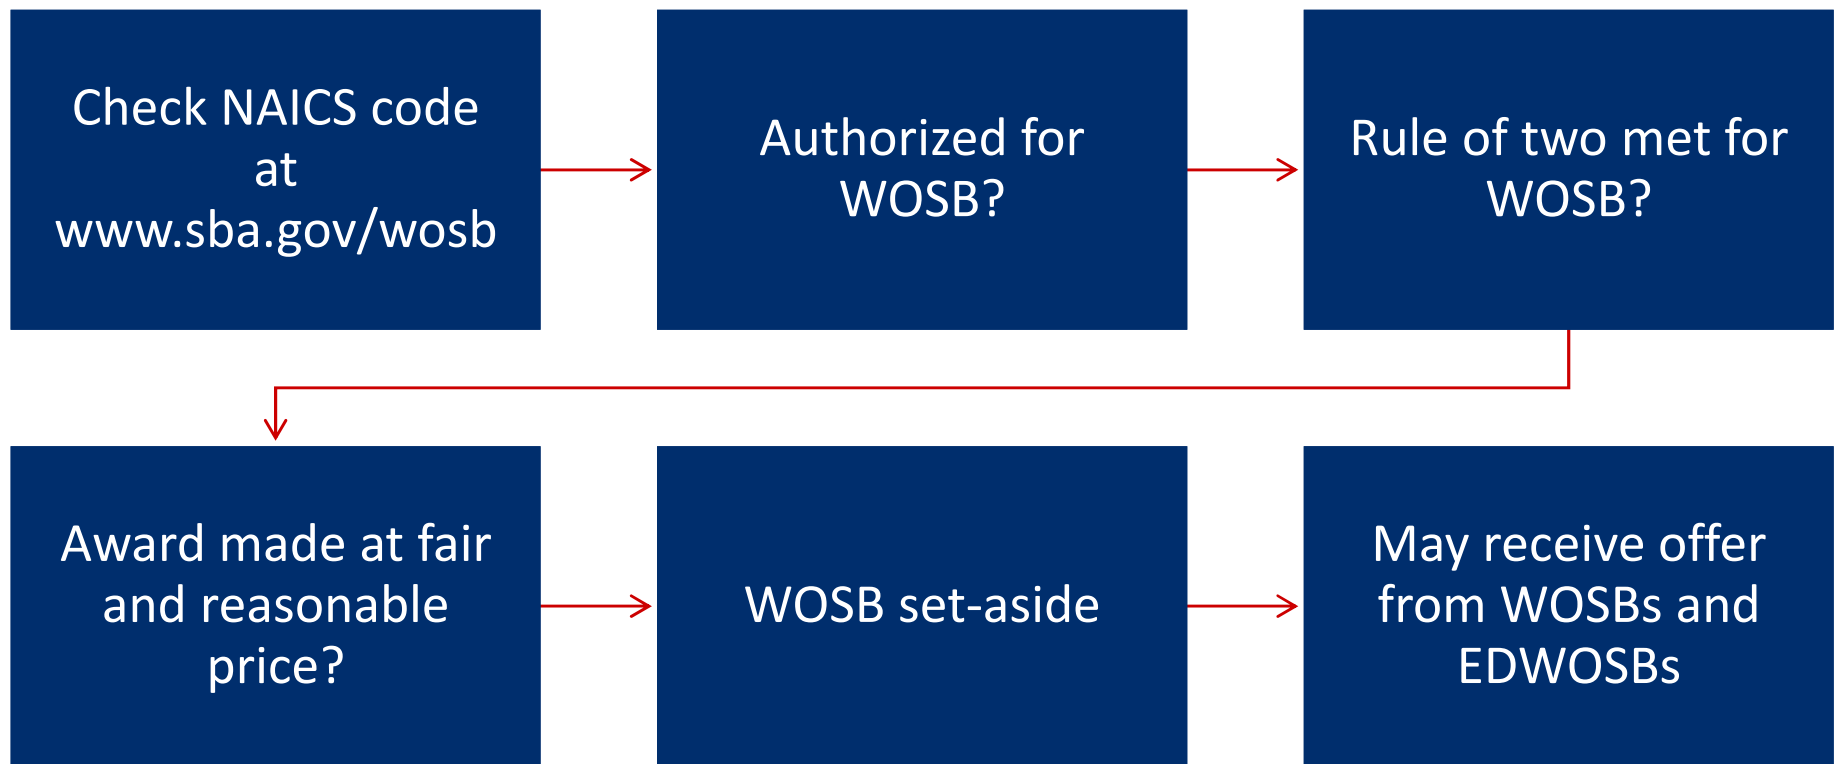 Check NAICS code
at
www.sba.gov/wosb
Authorized for
WOSB?
Rule of two met for
WOSB?
Award made at fair
and reasonable
price?
WOSB set-aside
May receive offer
from WOSBs and
EDWOSBs